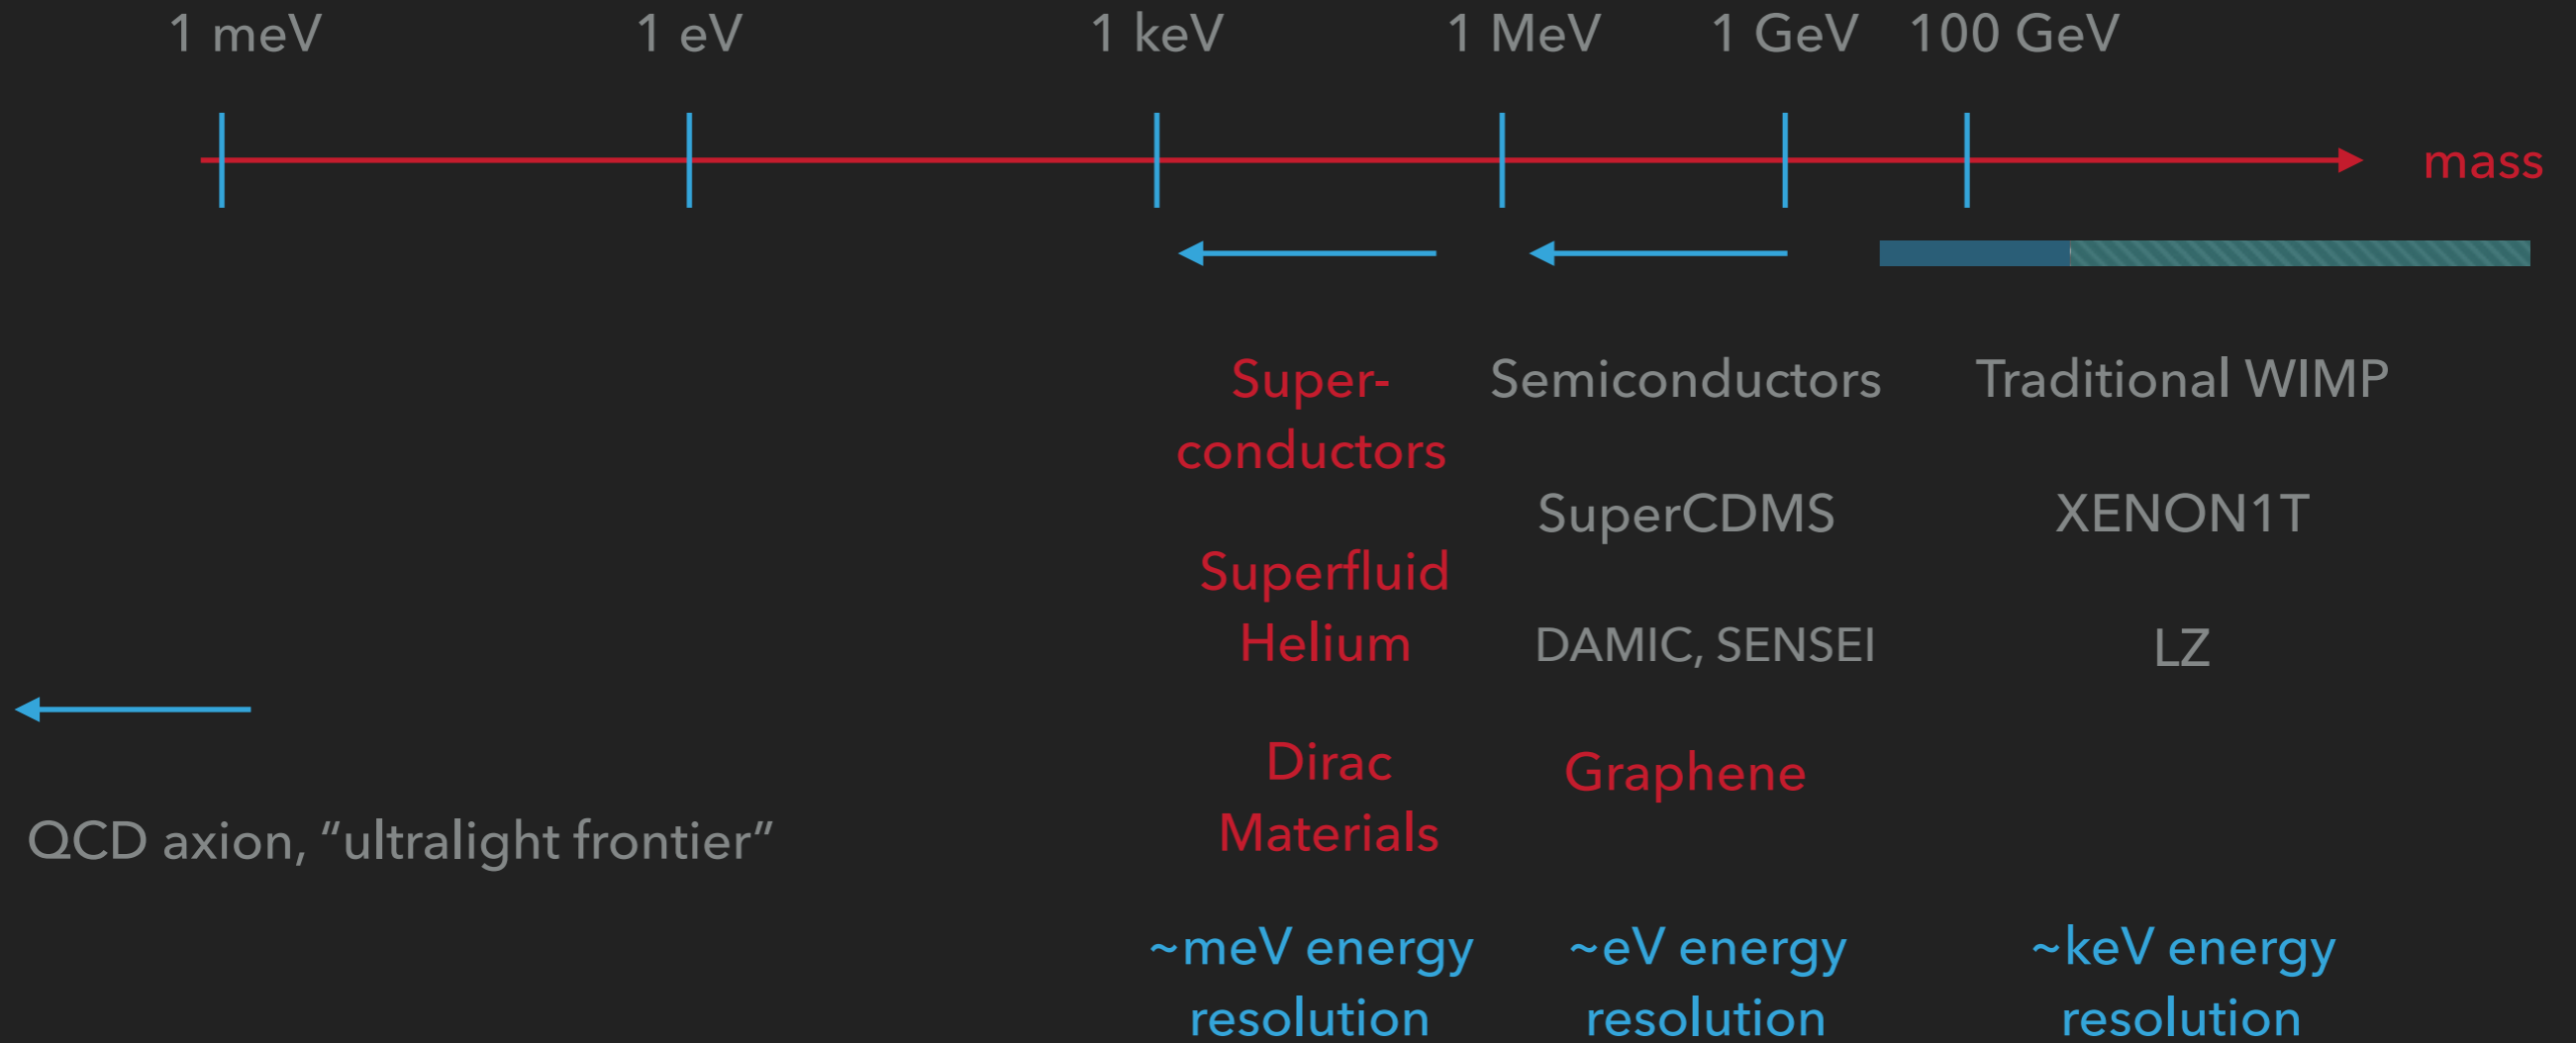 1 meV 1 eV 1 keV 1 MeV 1 GeV 100 GeV
mass
Super-
conductors
Superfluid
Helium
Dirac
Materials
~meV energy
resolution
Semiconductors
SuperCDMS
DAMIC, SENSEI
Graphene
~eV energy
resolution
Traditional WIMP
XENON1T
LZ
~keV energy
resolution
QCD axion, “ultralight frontier”